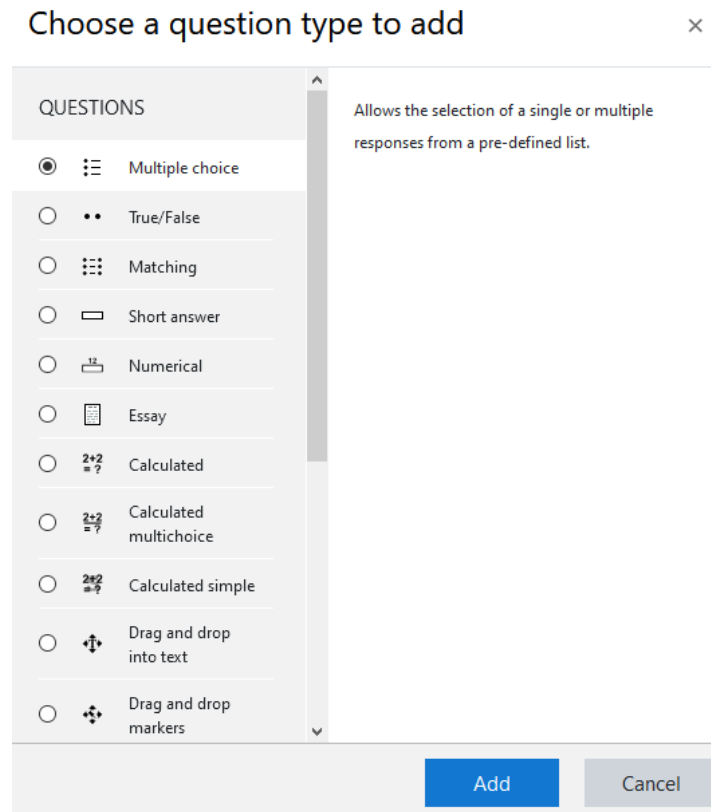 Choose a question type to add
×
QUESTIONS
Allows the selection of a single or multiple
responses from a pre-defined list.
Multiple choice
True/False
Matching
Short answer
12
Numerical
Essay
2+2
= ?
Calculated
2+2
= ?
Calculated
multichoice
2+2
= ?
Calculated simple
Drag and drop
into text
Drag and drop
markers
Add
Cancel